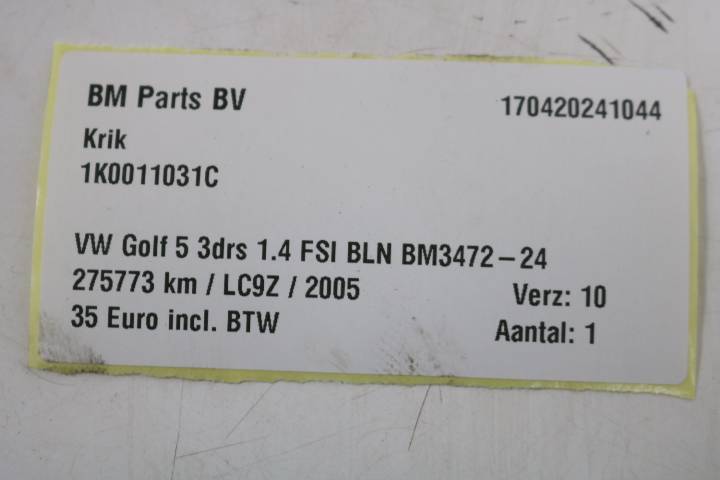 BM Parts BV 170420241044
Krik
1K0011031C
VW Golf 5 3drs 1.4 FSI BLN BM3472-24
275773 km / LC9Z / 2005 Verz: 10
35 Euro incl. BTW Aantal: 1